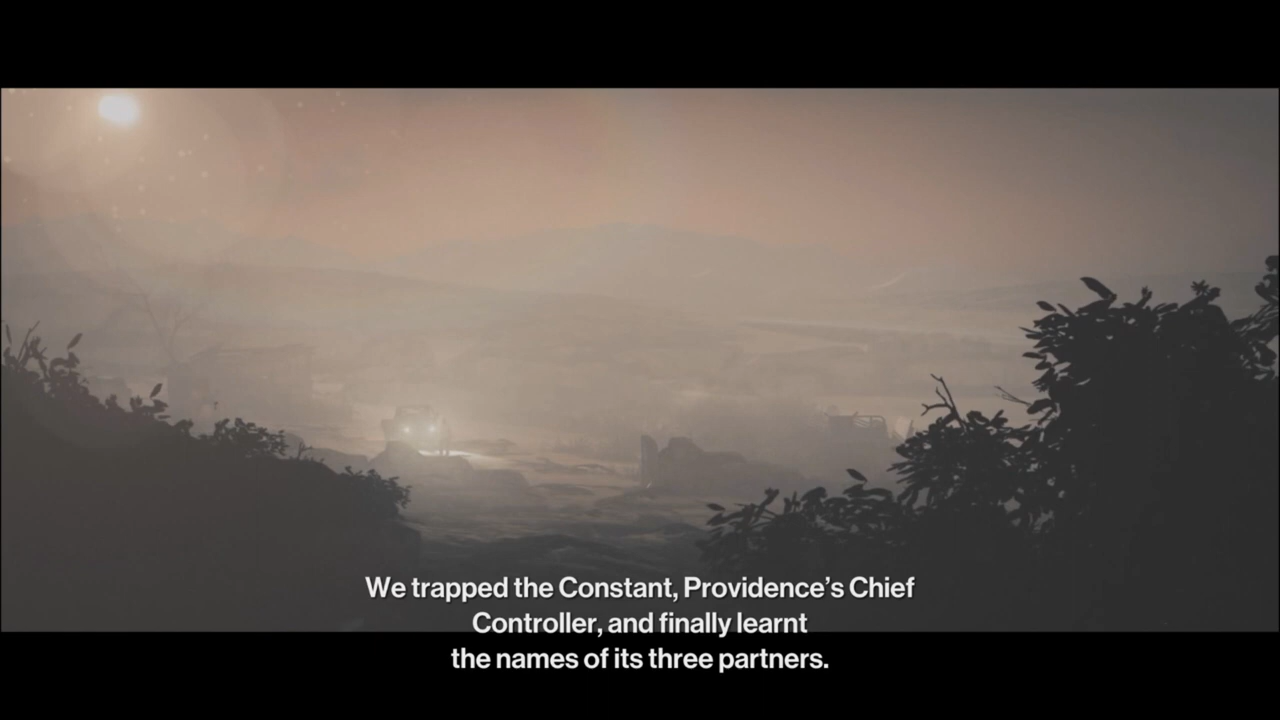 We trapped the Constant, Providence’s Chief
Controller, and finally learnt
the names of its three partners.